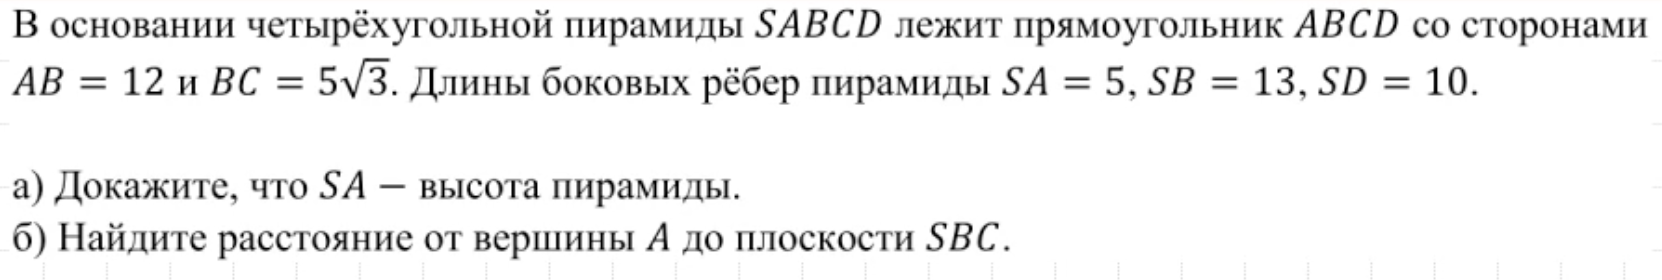 В основании четырёхугольной пирамиды SABCD лежит прямоугольник ABCD со сторонами
AB = 12 и BC = 5√3. Длины боковых рёбер пирамиды SA = 5, SB = 13, SD = 10.
а) Докажите, что SA − высота пирамиды.
б) Найдите расстояние от вершины A до плоскости SBC.